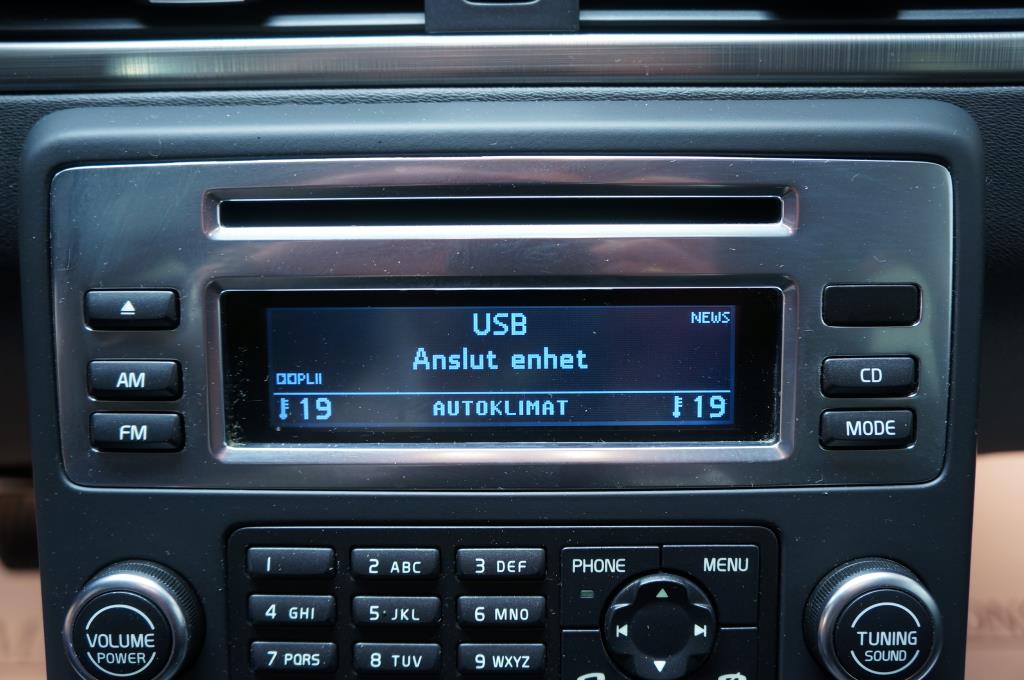 USB
NEWS
Anslut enhet
PLII
19 AUTOKLIMAT 19
AM
FM
CD
MODE
1 2 ABC 3 DEF
4 GHI 5 JKL 6 MNO
7 PQRS 8 TUV 9 WXYZ
PHONE MENU
VOLUME
POWER
TUNING
SOUND